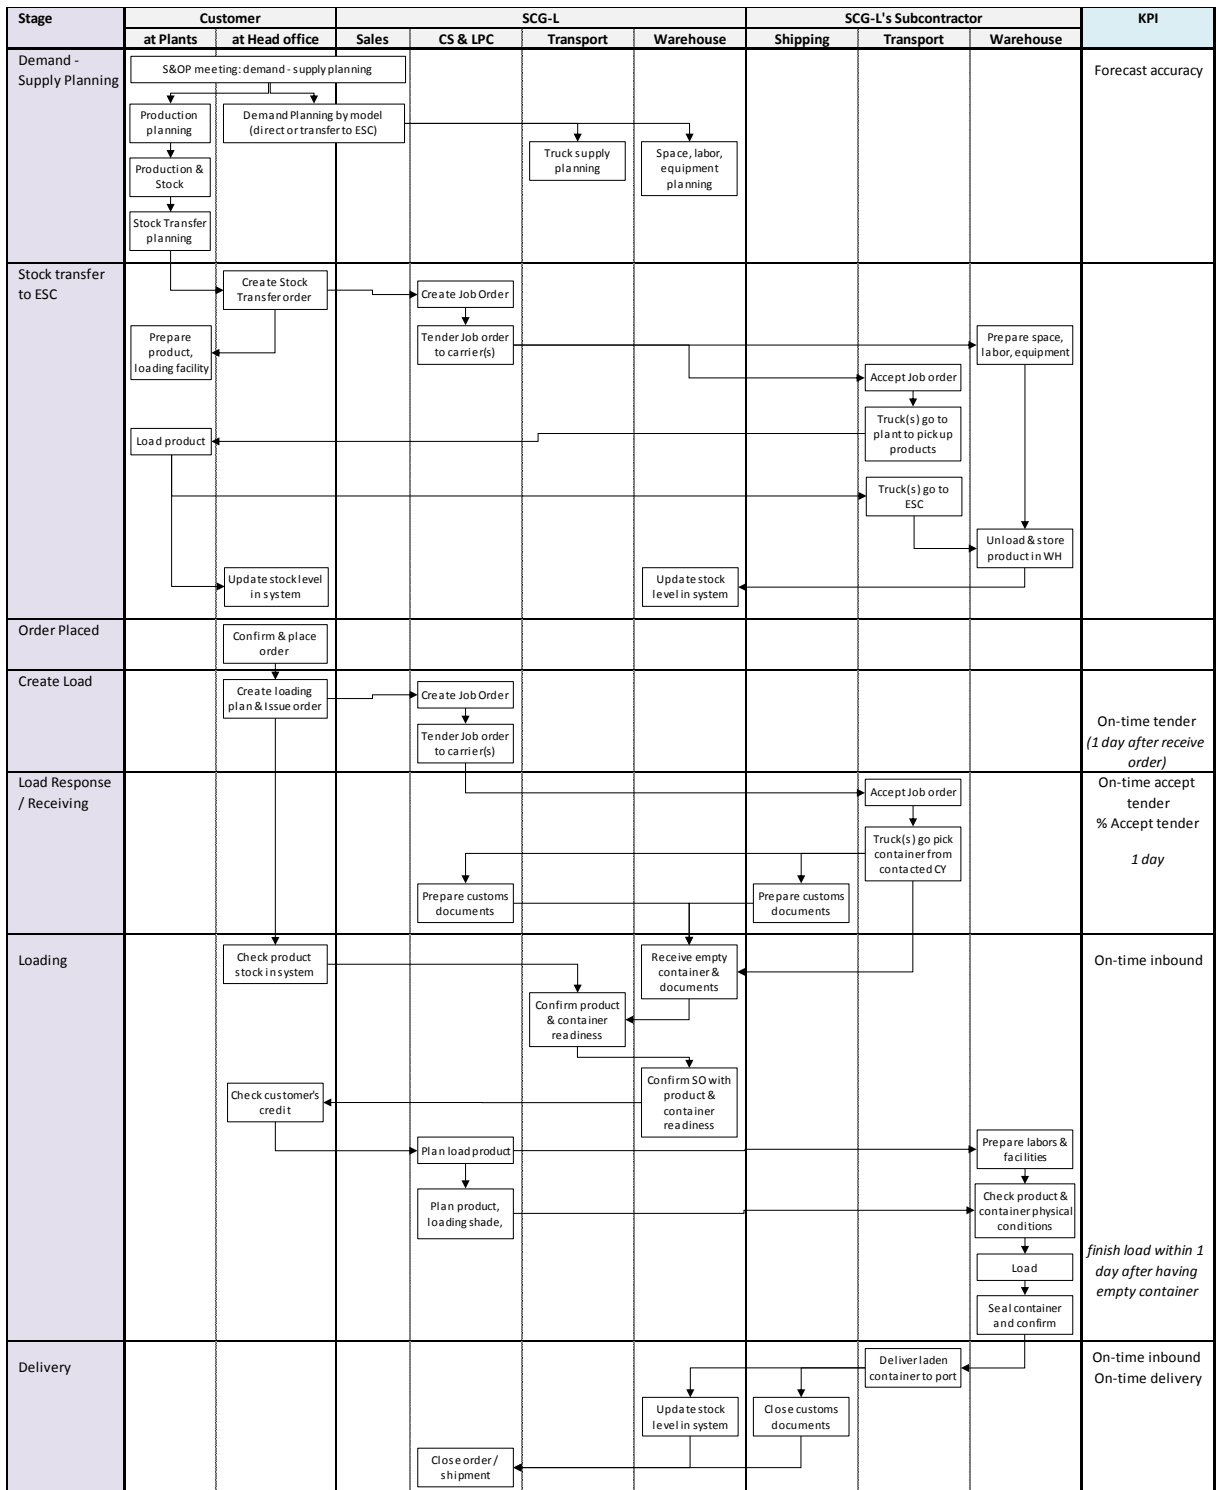 Stage
Customer
SCG-L
SCG-L's Subcontractor
KPI
at Plants
at Head office
Sales
CS & LPC
Transport
Warehouse
Shipping
Transport
Warehouse
Demand -
Supply Planning
S&OP meeting: demand - supply planning
Forecast accuracy
Production
planning
Demand Planning by model
(direct or transfer to ESC)
Truck supply
planning
Space, labor,
equipment
planning
Production &
Stock
Stock Transfer
planning
Stock transfer
to ESC
Create Stock
Transfer order
Create Job Order
Prepare
product,
loading facility
Tender Job order
to carrier(s)
Prepare space,
labor, equipment
Accept Job order
Load product
Truck(s) go to
plant to pick up
products
Truck(s) go to
ESC
Unload & store
product in WH
Update stock level
in system
Update stock
level in system
Order Placed
Confirm & place
order
Create Load
Create loading
plan & Issue order
Create Job Order
Tender Job order
to carrier(s)
On-time tender
(1 day after receive
order)
Load Response
/ Receiving
Accept Job order
On-time accept
tender
% Accept tender
1 day
Truck(s) go pick
container from
contacted CY
Prepare customs
documents
Prepare customs
documents
Loading
Check product
stock in system
Receive empty
container &
documents
On-time inbound
Confirm product
& container
readiness
Check customer's
credit
Confirm SO with
product &
container
readiness
Plan load product
Prepare labors &
facilities
Plan product,
loading shade,
Check product &
container physical
conditions
Load
finish load within 1
day after having
empty container
Seal container
and confirm
Delivery
Deliver laden
container to port
On-time inbound
On-time delivery
Update stock
level in system
Close customs
documents
Close order /
shipment